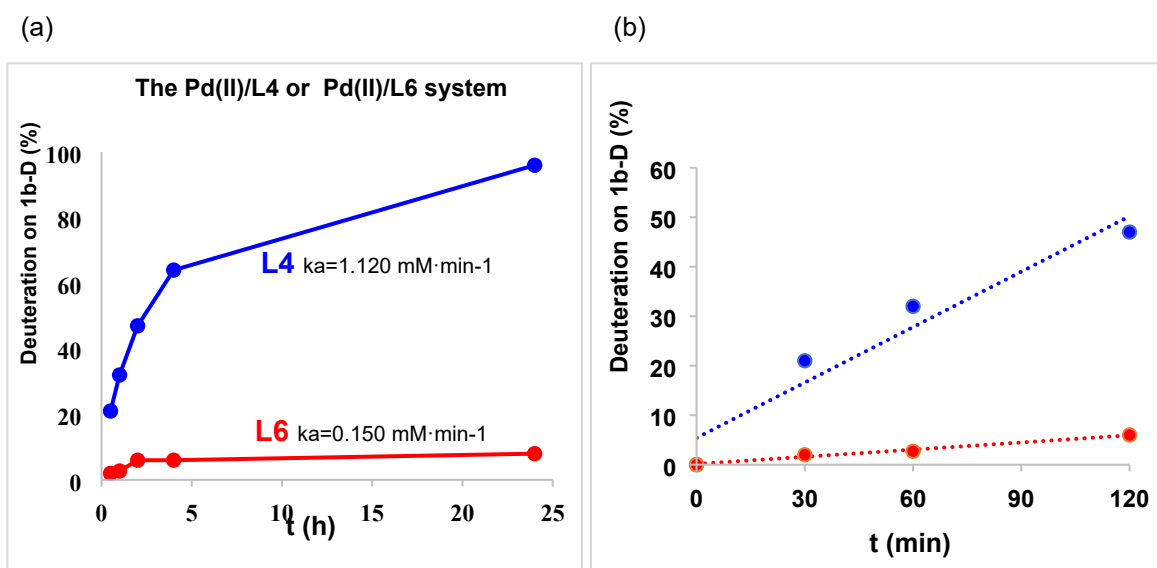 (a)
The Pd(II)/L4 or Pd(II)/L6 system
Deuteration on 1b-D (%)
100
80
60
40
20
0
L4 ka=1.120 mM·min-1
L6 ka=0.150 mM·min-1
0 5 10 15 20 25
t (h)
(b)
Deuteration on 1b-D (%)
60
50
40
30
20
10
0
0 30 60 90 120
t (min)